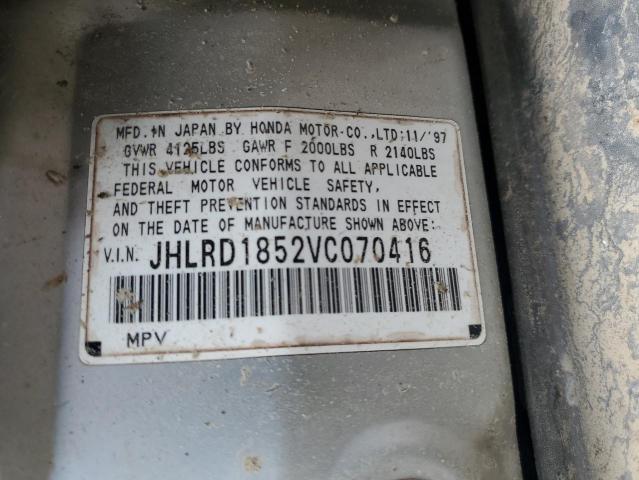 MFD. IN JAPAN BY HONDA MOTOR CO., LTD; 11/'97
GVWR 4125LBS GAWR F 2000LBS R 2140LBS
THIS VEHICLE CONFORMS TO ALL APPLICABLE
FEDERAL MOTOR VEHICLE SAFETY,
AND THEFT PREVENTION STANDARDS IN EFFECT
ON THE DATE OF MANUFACTURE SHOWN ABOVE:
V.I.N. JHLRD1852VC070416
MPV